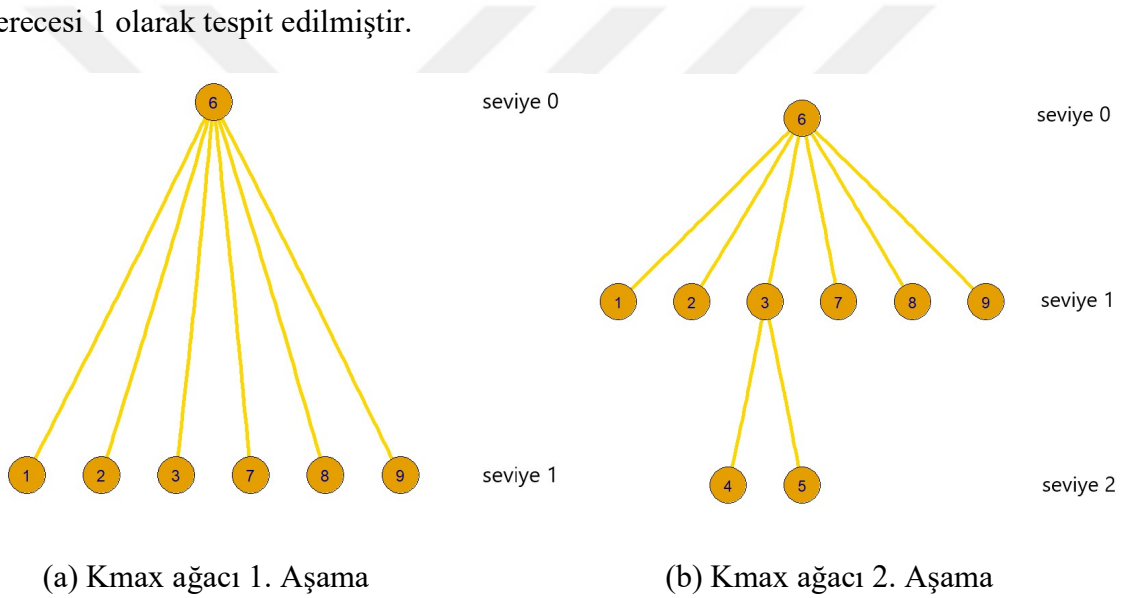 erecesi 1 olarak tespit edilmiştir.
6
seviye 0
1 2 3 7 8 9
seviye 1
(a) Kmax ağacı 1. Aşama
6
seviye 0
1 2 3 7 8 9
seviye 1
4 5
seviye 2
(b) Kmax ağacı 2. Aşama